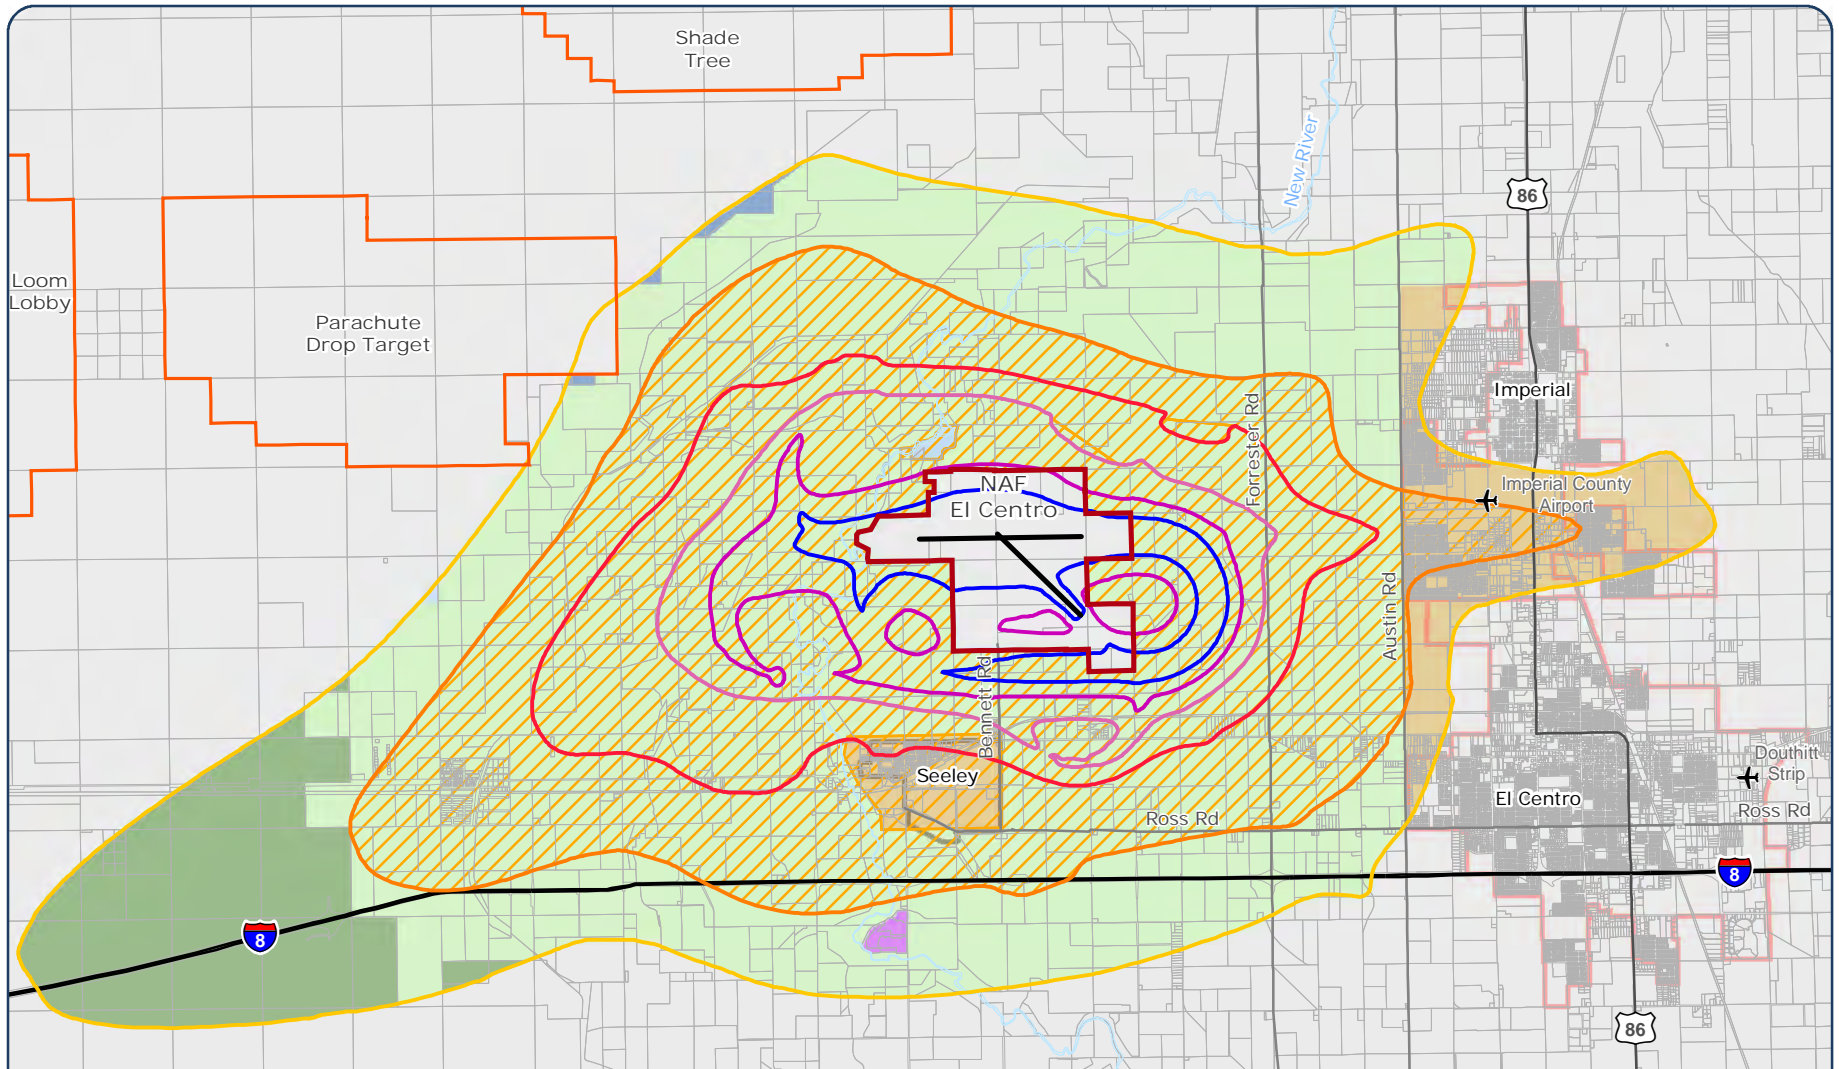 Shade
Tree
New River
86
Loom
Lobby
Parachute
Drop Target
Imperial
Forrester Rd
NAF
El Centro
Imperial County
Airport
Austin Rd
Bennett Rd
Seeley
Douthitt
Strip
El Centro
Ross Rd
Ross Rd
8
8
86